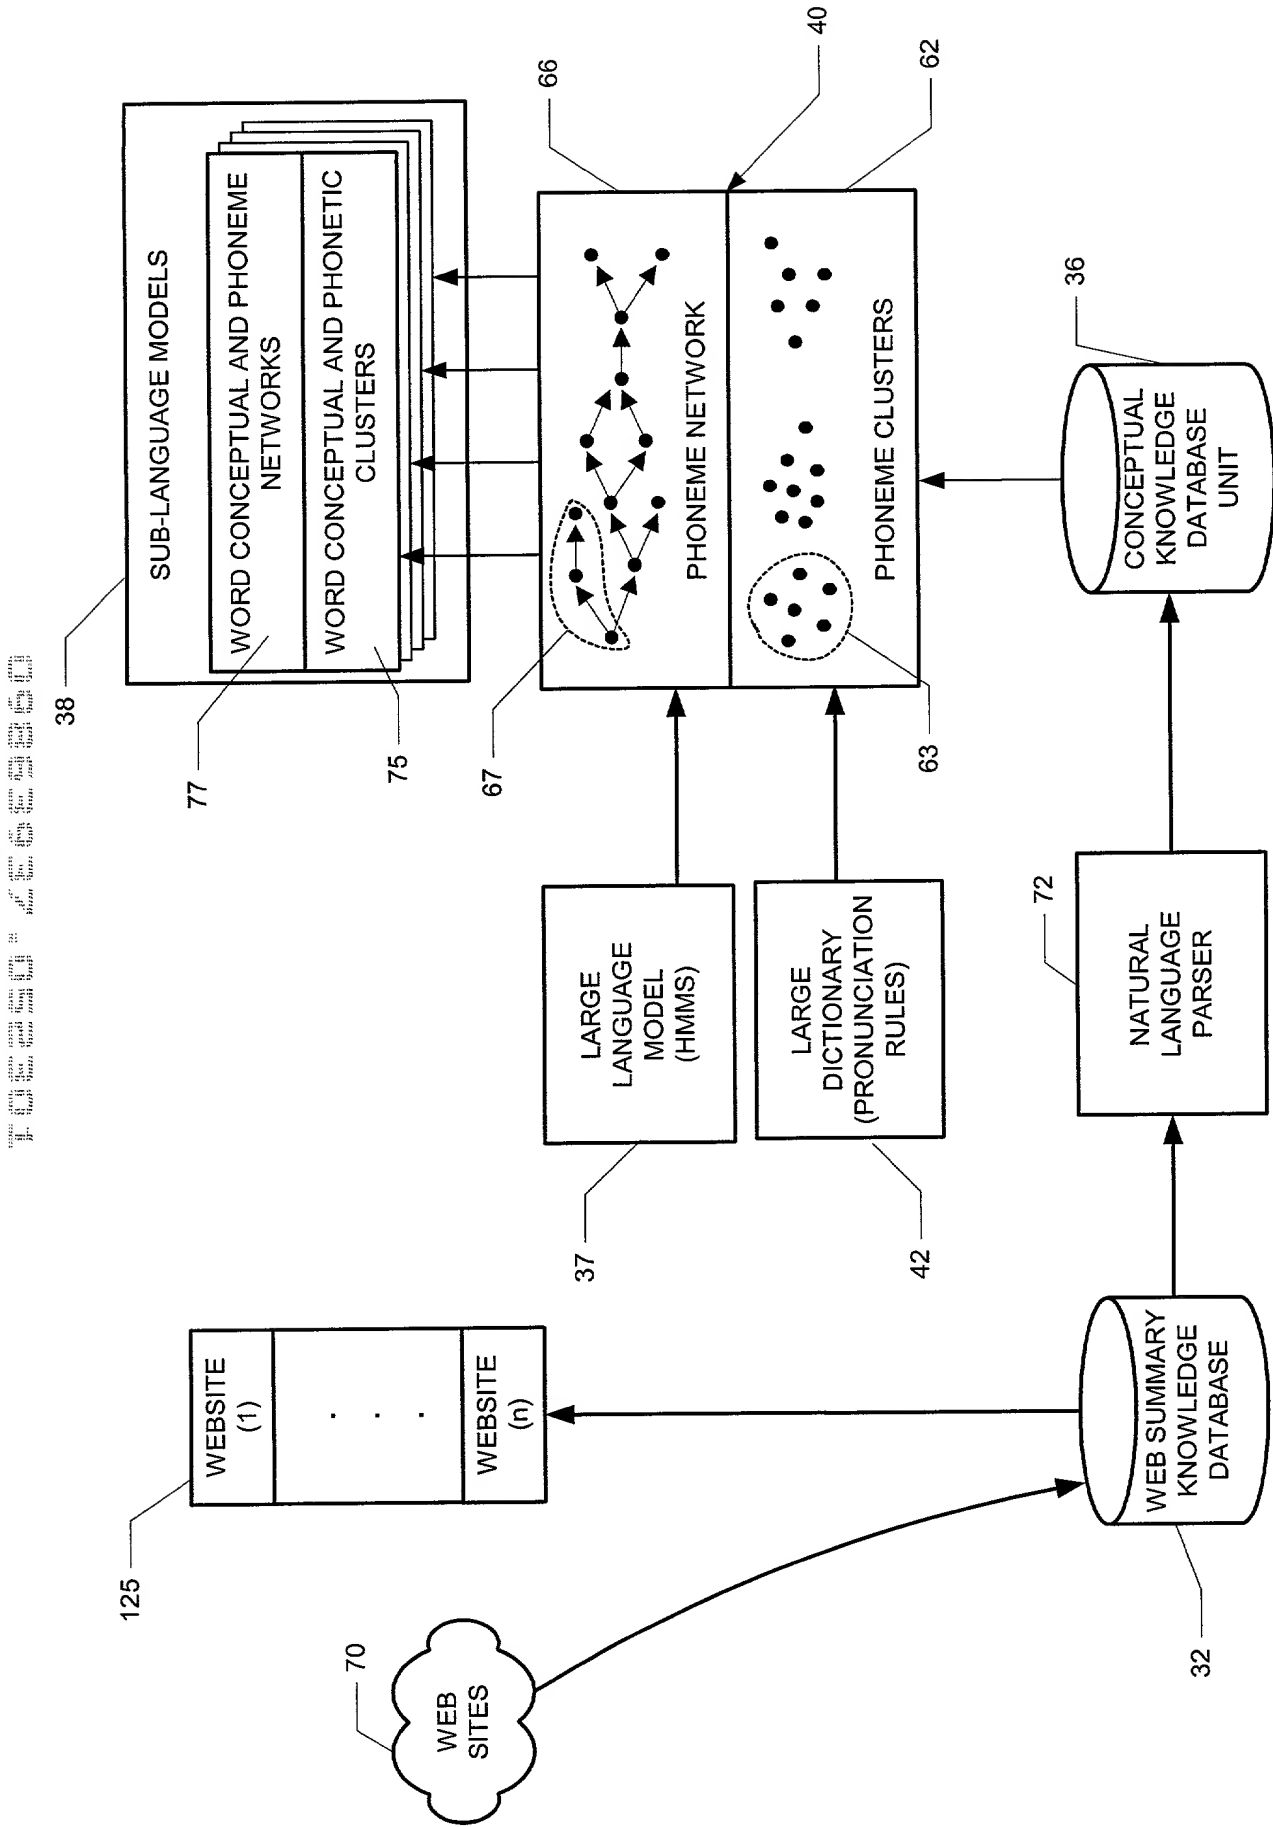 38
SUB-LANGUAGE MODELS
77
WORD CONCEPTUAL AND PHONEME
NETWORKS
75
WORD CONCEPTUAL AND PHONETIC
CLUSTERS
125
WEBSITE
(1)
. . .
WEBSITE
(n)
70
WEB
SITES
37
LARGE
LANGUAGE
MODEL
(HMMS)
42
LARGE
DICTIONARY
(PRONUNCIATION
RULES)
67
66
PHONEME NETWORK
40
63
62
PHONEME CLUSTERS
32
WEB SUMMARY
KNOWLEDGE
DATABASE
72
NATURAL
LANGUAGE
PARSER
36
CONCEPTUAL
KNOWLEDGE
DATABASE
UNIT